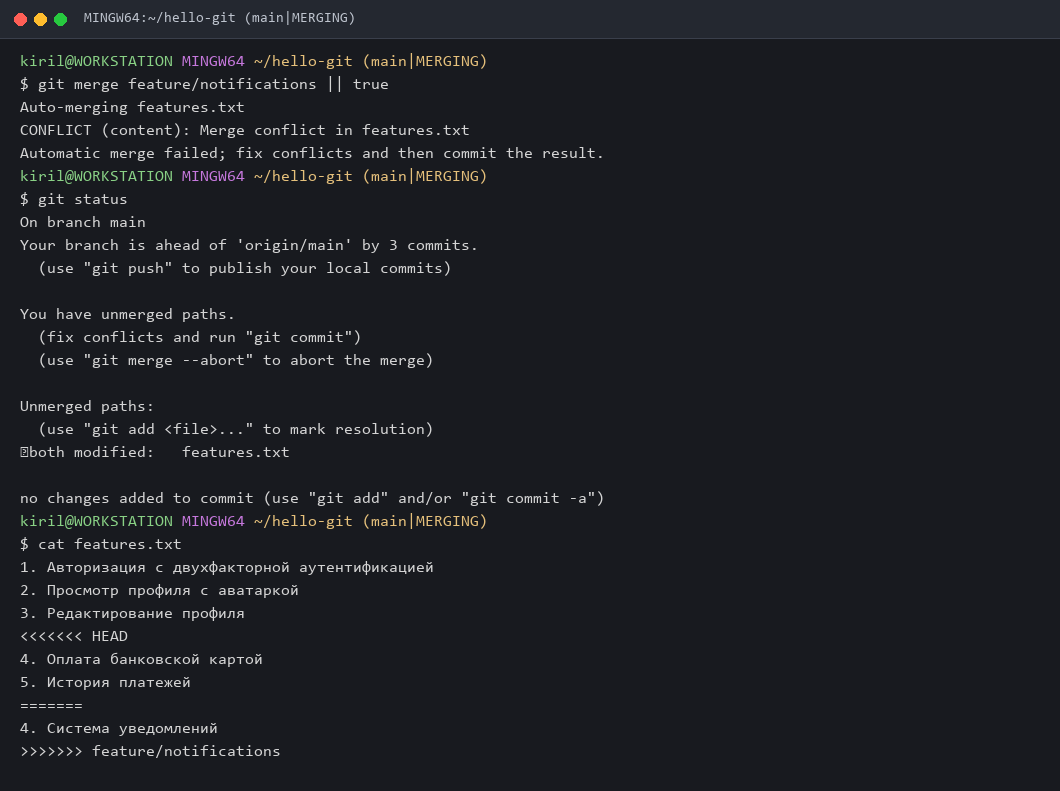 MINGW64:~/hello-git (main|MERGING)
kiril@WORKSTATION MINGW64 ~/hello-git (main|MERGING)
$ git merge feature/notifications || true
Auto-merging features.txt
CONFLICT (content): Merge conflict in features.txt
Automatic merge failed; fix conflicts and then commit the result.
kiril@WORKSTATION MINGW64 ~/hello-git (main|MERGING)
$ git status
On branch main
Your branch is ahead of 'origin/main' by 3 commits.
  (use "git push" to publish your local commits)

You have unmerged paths.
  (fix conflicts and run "git commit")
  (use "git merge --abort" to abort the merge)

Unmerged paths:
  (use "git add <file>..." to mark resolution)
both modified:   features.txt

no changes added to commit (use "git add" and/or "git commit -a")
kiril@WORKSTATION MINGW64 ~/hello-git (main|MERGING)
$ cat features.txt
1. Авторизация с двухфакторной аутентификацией
2. Просмотр профиля с аватаркой
3. Редактирование профиля
<<<<<<< HEAD
4. Оплата банковской картой
5. История платежей
=======
4. Система уведомлений
>>>>>>> feature/notifications